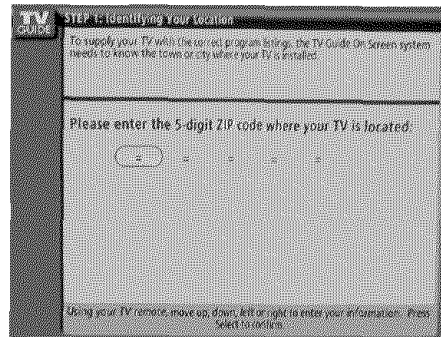 TV
GUIDE
STEP 1: Identifying Your Location
To supply your TV with the correct program listings, the TV Guide On Screen system
needs to know the town or city where your TV is installed.
Please enter the 5-digit ZIP code where your TV is located:
Using your TV remote, move up, down, left or right to enter your information. Press
Select to confirm.